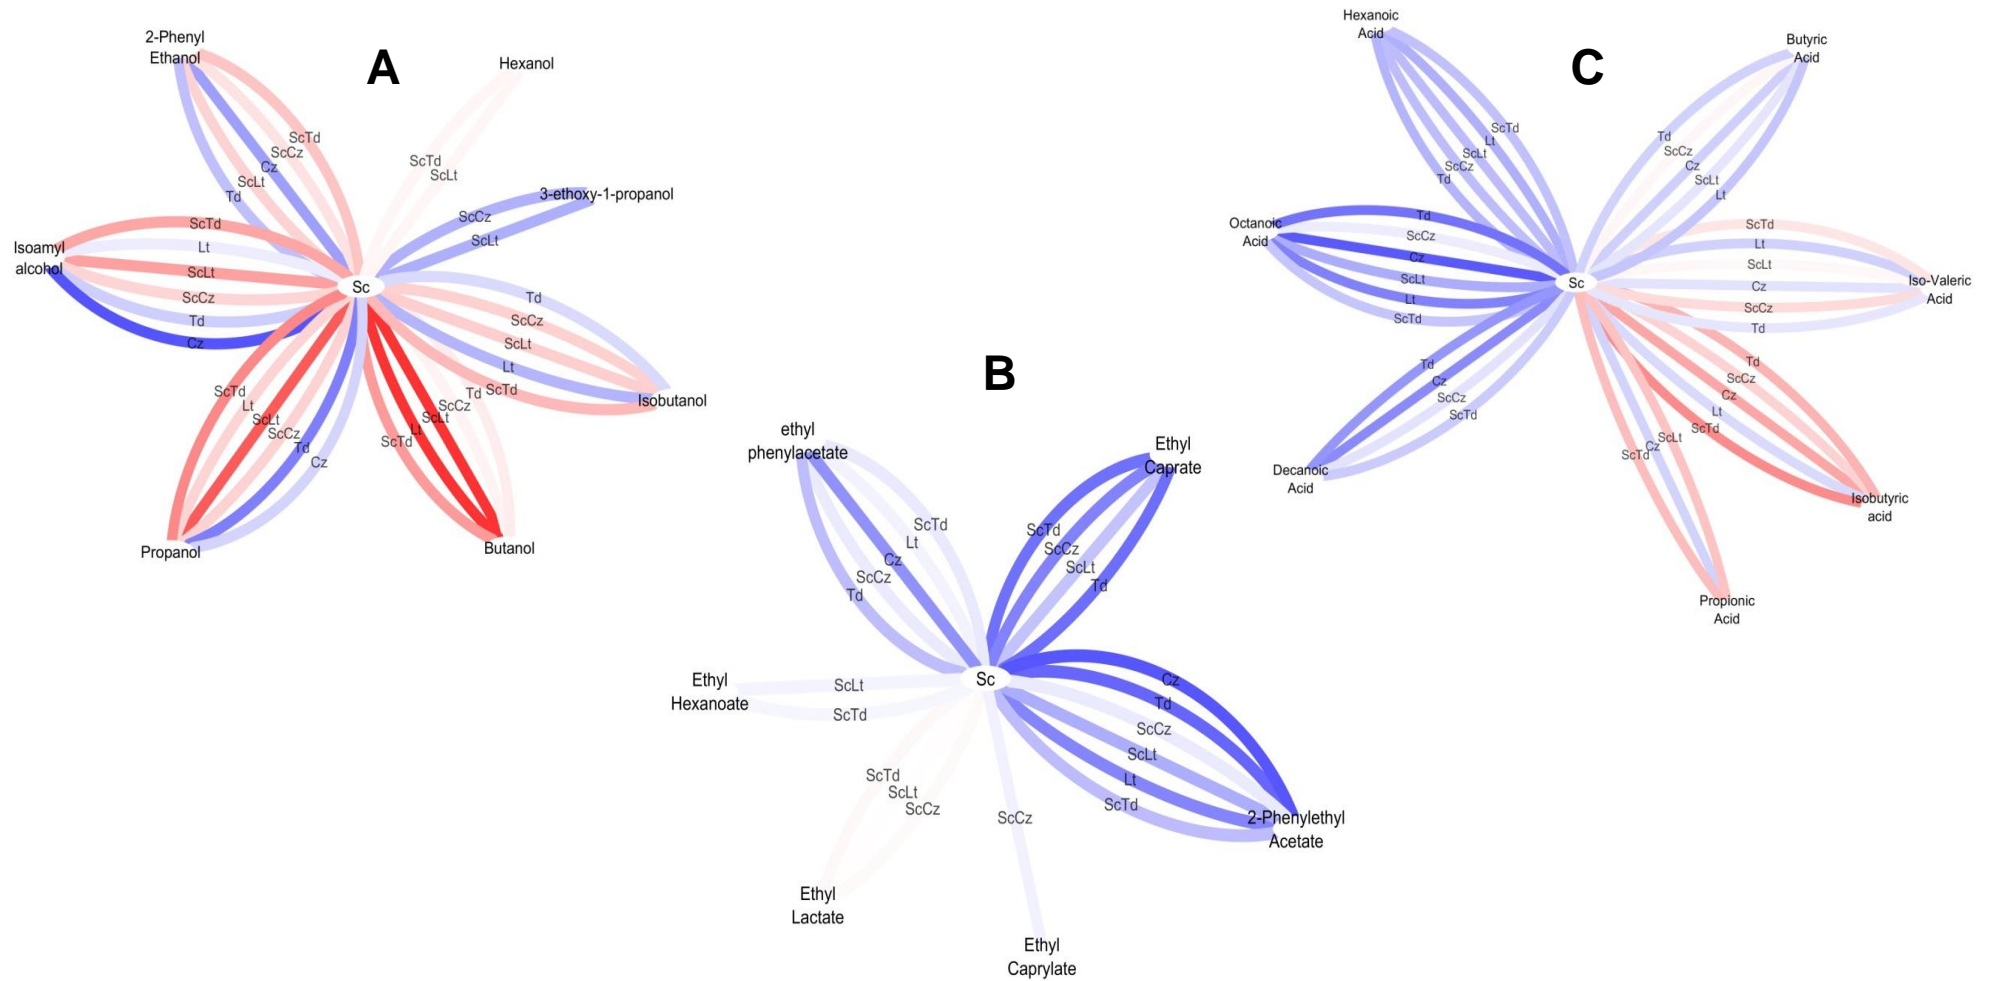 A
2-Phenyl
Ethanol
Hexanol
3-ethoxy-1-propanol
Isoamyl
alcohol
Isobutanol
Propanol
Butanol
Sc
ScTd
ScCz
Cz
ScLt
Td
ScTd
ScLt
ScCz
ScLt
ScTd
Lt
ScLt
ScCz
Td
Cz
Td
ScCz
ScLt
Lt
ScTd
ScTd
Lt
ScLt
ScCz
Td
Cz
Td
ScCz
ScLt
Lt
ScTd
B
ethyl
phenylacetate
Ethyl
Caprate
Ethyl
Hexanoate
Ethyl
Lactate
Ethyl
Caprylate
2-Phenylethyl
Acetate
Sc
ScTd
Lt
Cz
ScCz
Td
ScTd
ScCz
ScLt
Td
Cz
Td
ScCz
ScLt
Lt
ScTd
ScLt
ScTd
ScTd
ScLt
ScCz
ScCz
C
Hexanoic
Acid
Butyric
Acid
Octanoic
Acid
Iso-Valeric
Acid
Decanoic
Acid
Isobutyric
acid
Propionic
Acid
Sc
ScTd
Lt
ScLt
ScCz
Td
Td
ScCz
Cz
ScLt
Lt
Td
ScCz
Cz
ScLt
Lt
ScTd
ScTd
Lt
ScLt
Cz
ScCz
Td
Td
Cz
ScCz
ScTd
Td
ScCz
Cz
Lt
ScTd
ScLt
Cz
ScTd